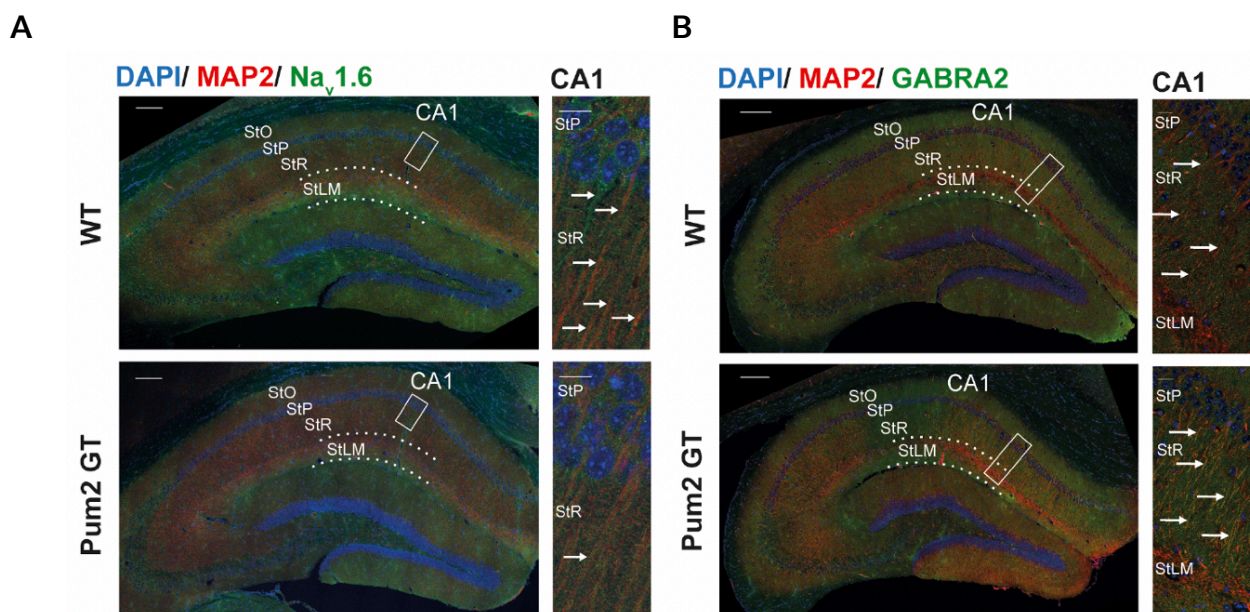 A
B
DAPI/ MAP2/ Nav1.6
CA1
DAPI/ MAP2/ GABRA2
CA1
WT
CA1
StO
StP
StR
StLM
StP
StR
WT
CA1
StO
StP
StR
StLM
StP
StR
StLM
Pum2 GT
CA1
StO
StP
StR
StLM
StP
StR
Pum2 GT
CA1
StO
StP
StR
StLM
StP
StR
StLM